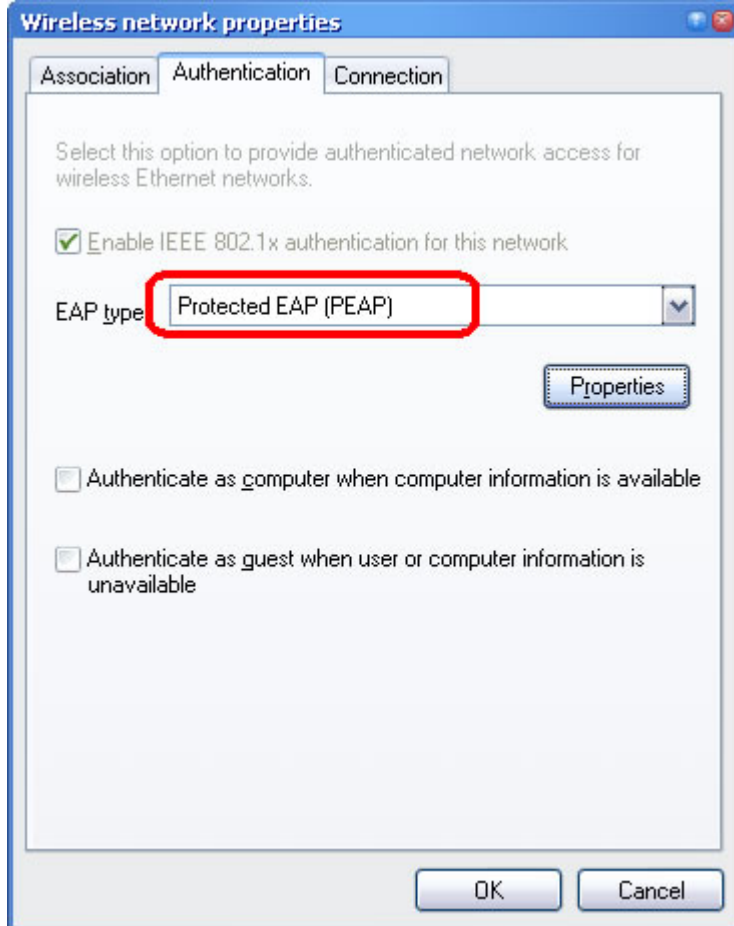 Wireless network properties
Association Authentication Connection
Select this option to provide authenticated network access for
wireless Ethernet networks.
Enable IEEE 802.1x authentication for this network
EAP type Protected EAP (PEAP)
Properties
Authenticate as computer when computer information is available
Authenticate as guest when user or computer information is
unavailable
OK Cancel